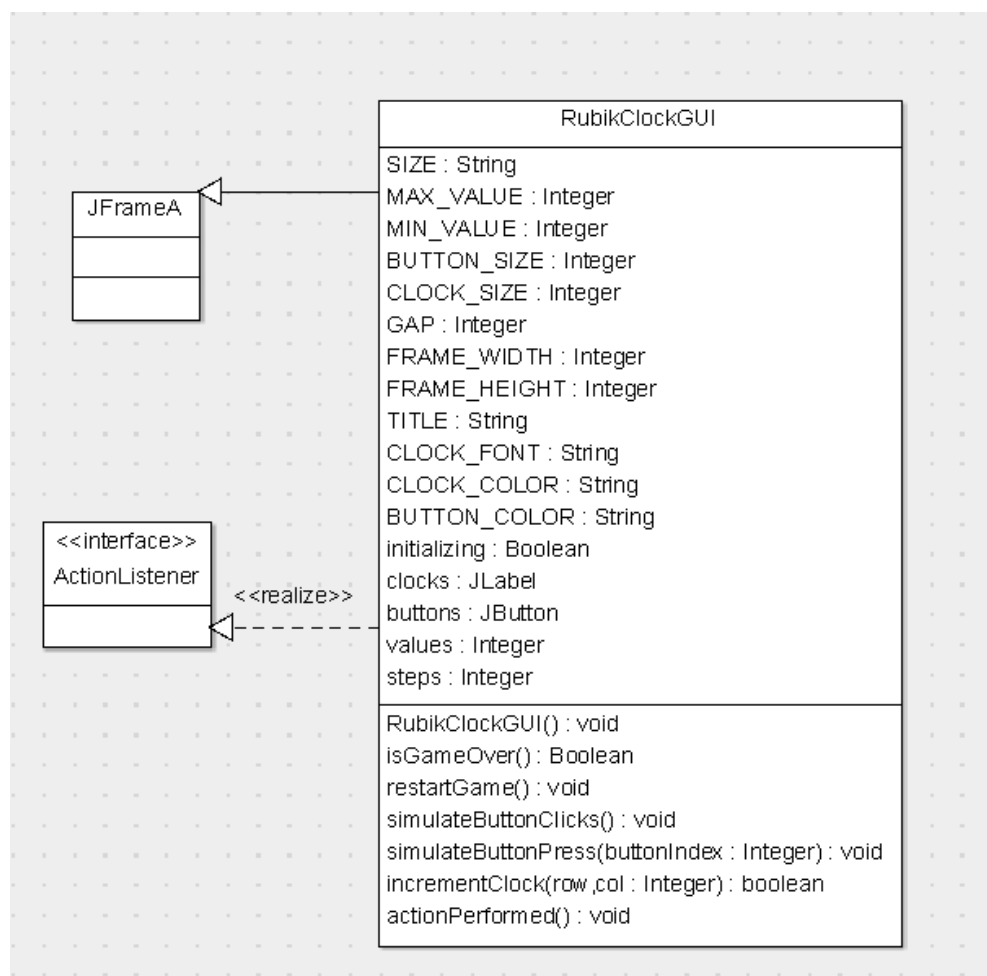 RubikClockGUI
SIZE : String
MAX_VALUE : Integer
MIN_VALUE : Integer
BUTTON_SIZE : Integer
CLOCK_SIZE : Integer
GAP : Integer
FRAME_WIDTH : Integer
FRAME_HEIGHT : Integer
TITLE : String
CLOCK_FONT : String
CLOCK_COLOR : String
BUTTON_COLOR : String
initializing : Boolean
clocks : JLabel
buttons : JButton
values : Integer
steps : Integer
RubikClockGUI() : void
isGameOver() : Boolean
restartGame() : void
simulateButtonClicks() : void
simulateButtonPress(buttonIndex : Integer) : void
incrementClock(row ,col : Integer) : boolean
actionPerformed() : void
JFrameA
<<interface>>
ActionListener
<<realize>>